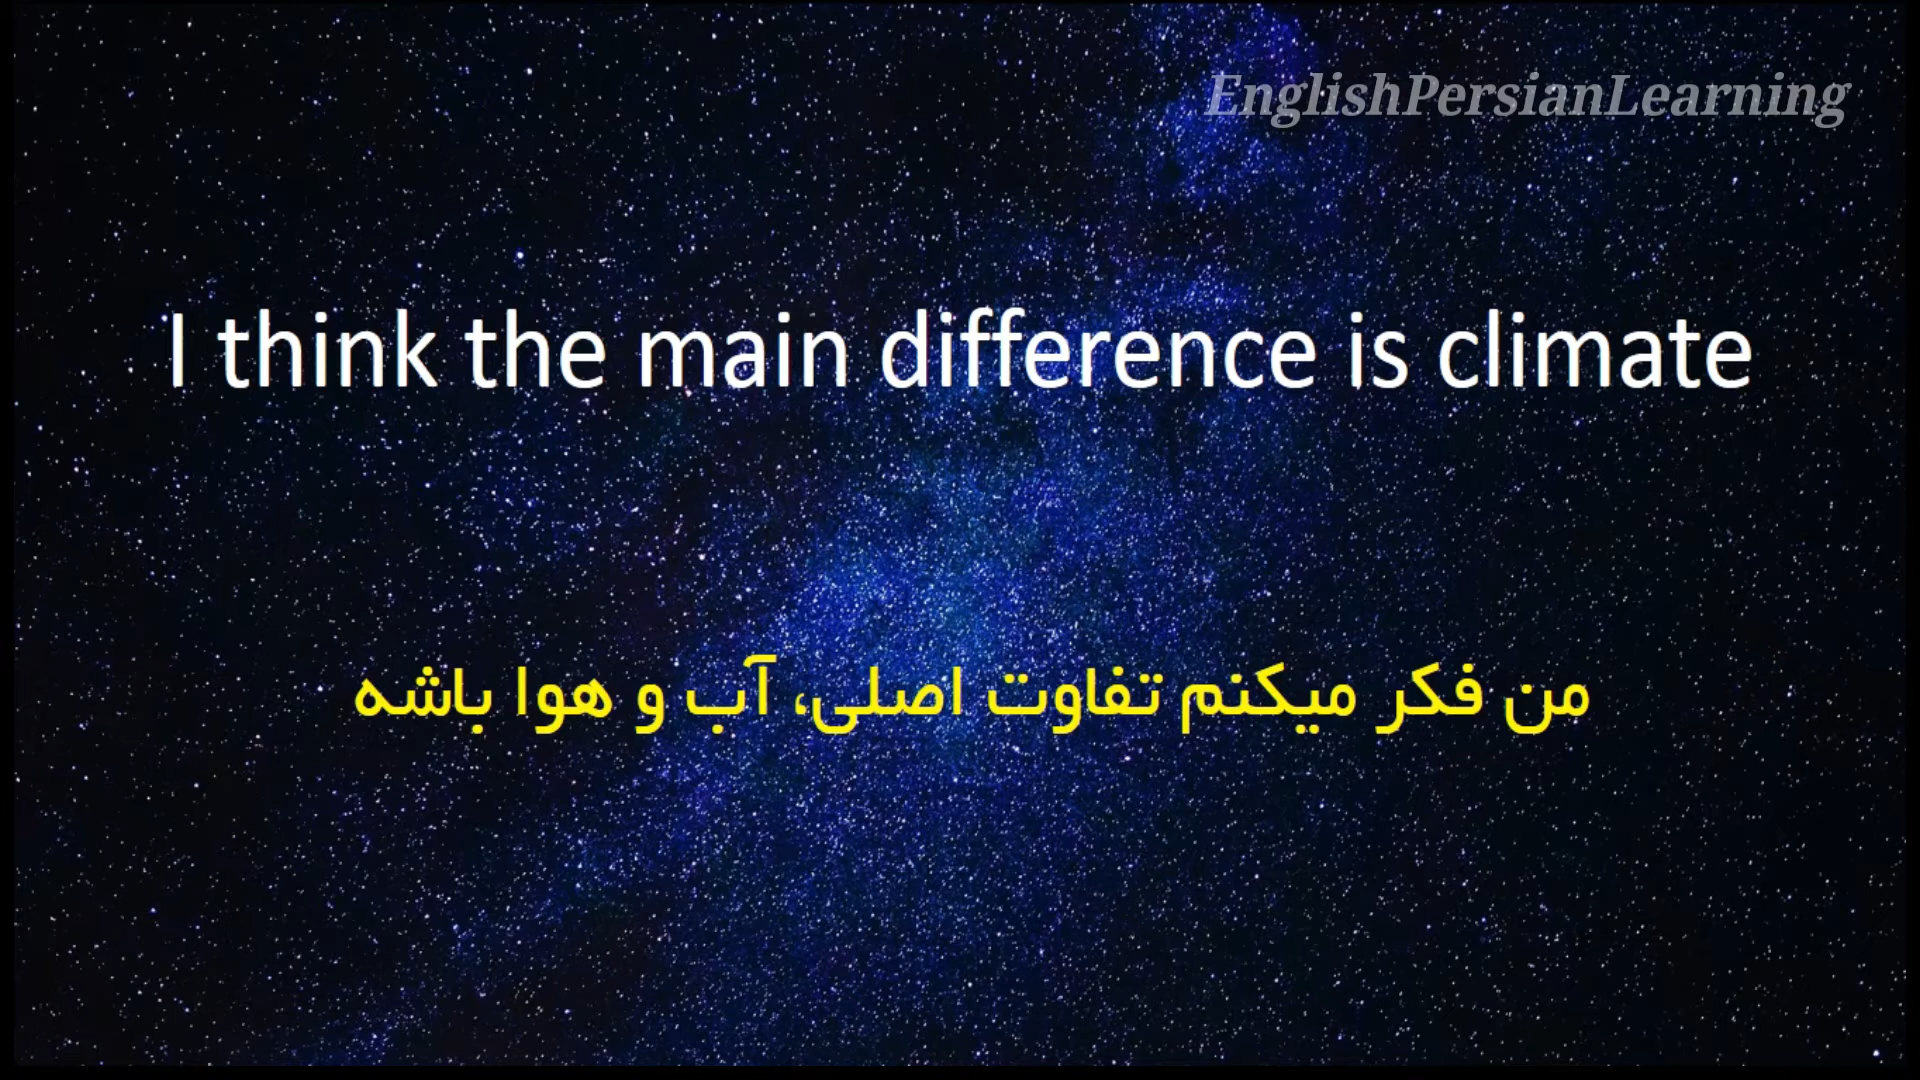 EnglishPersianLearning
I think the main difference is climate
من فکر میکنم تفاوت اصلی، آب و هوا باشه